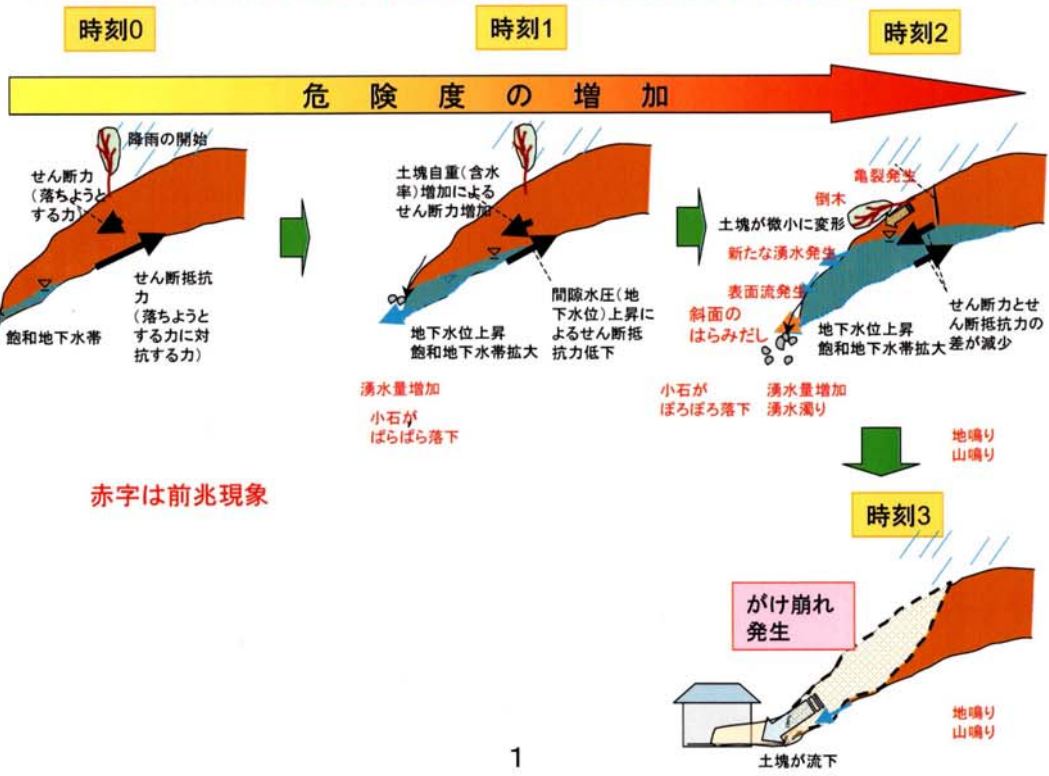 時刻0
時刻1
時刻2
危険度の増加
降雨の開始
せん断力
(落ちようと
する力)
せん断抵抗
力
(落ちようと
する力に対
抗する力)
飽和地下水帯
土塊自重(含水
率)増加による
せん断力増加
間隙水圧(地
下水位)上昇に
よるせん断抵
抗力低下
地下水位上昇
飽和地下水帯拡大
湧水量増加
小石が
ぱらぱら落下
亀裂発生
倒木
土塊が微小に変形
新たな湧水発生
表面流発生
斜面の
はらみだし
地下水位上昇
飽和地下水帯拡大
せん断力とせ
ん断抵抗力の
差が減少
小石が
ぼろぼろ落下
湧水量増加
湧水濁り
地鳴り
山鳴り
赤字は前兆現象
時刻3
がけ崩れ
発生
地鳴り
山鳴り
土塊が流下
1